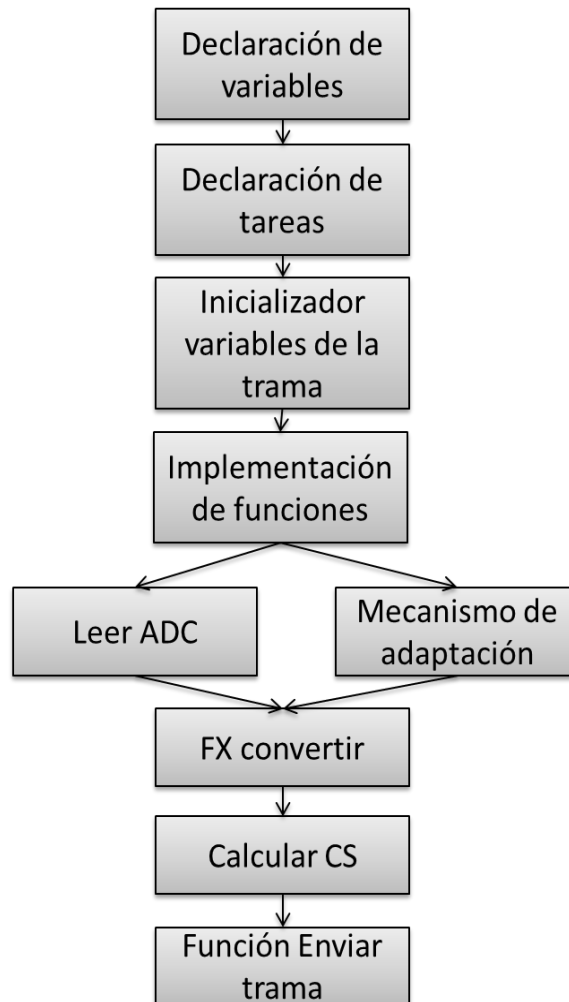 Declaración de
variables
Declaración de
tareas
Inicializador
variables de la
trama
Implementación
de funciones
Leer ADC
Mecanismo de
adaptación
FX convertir
Calcular CS
Función Enviar
trama